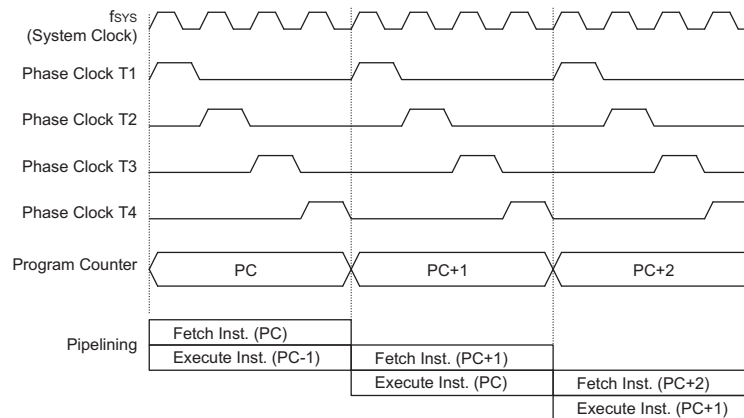 fSYS
(System Clock)
Phase Clock T1
Phase Clock T2
Phase Clock T3
Phase Clock T4
Program Counter
PC
PC+1
PC+2
Pipelining
Fetch Inst. (PC)
Execute Inst. (PC-1)
Fetch Inst. (PC+1)
Execute Inst. (PC)
Fetch Inst. (PC+2)
Execute Inst. (PC+1)